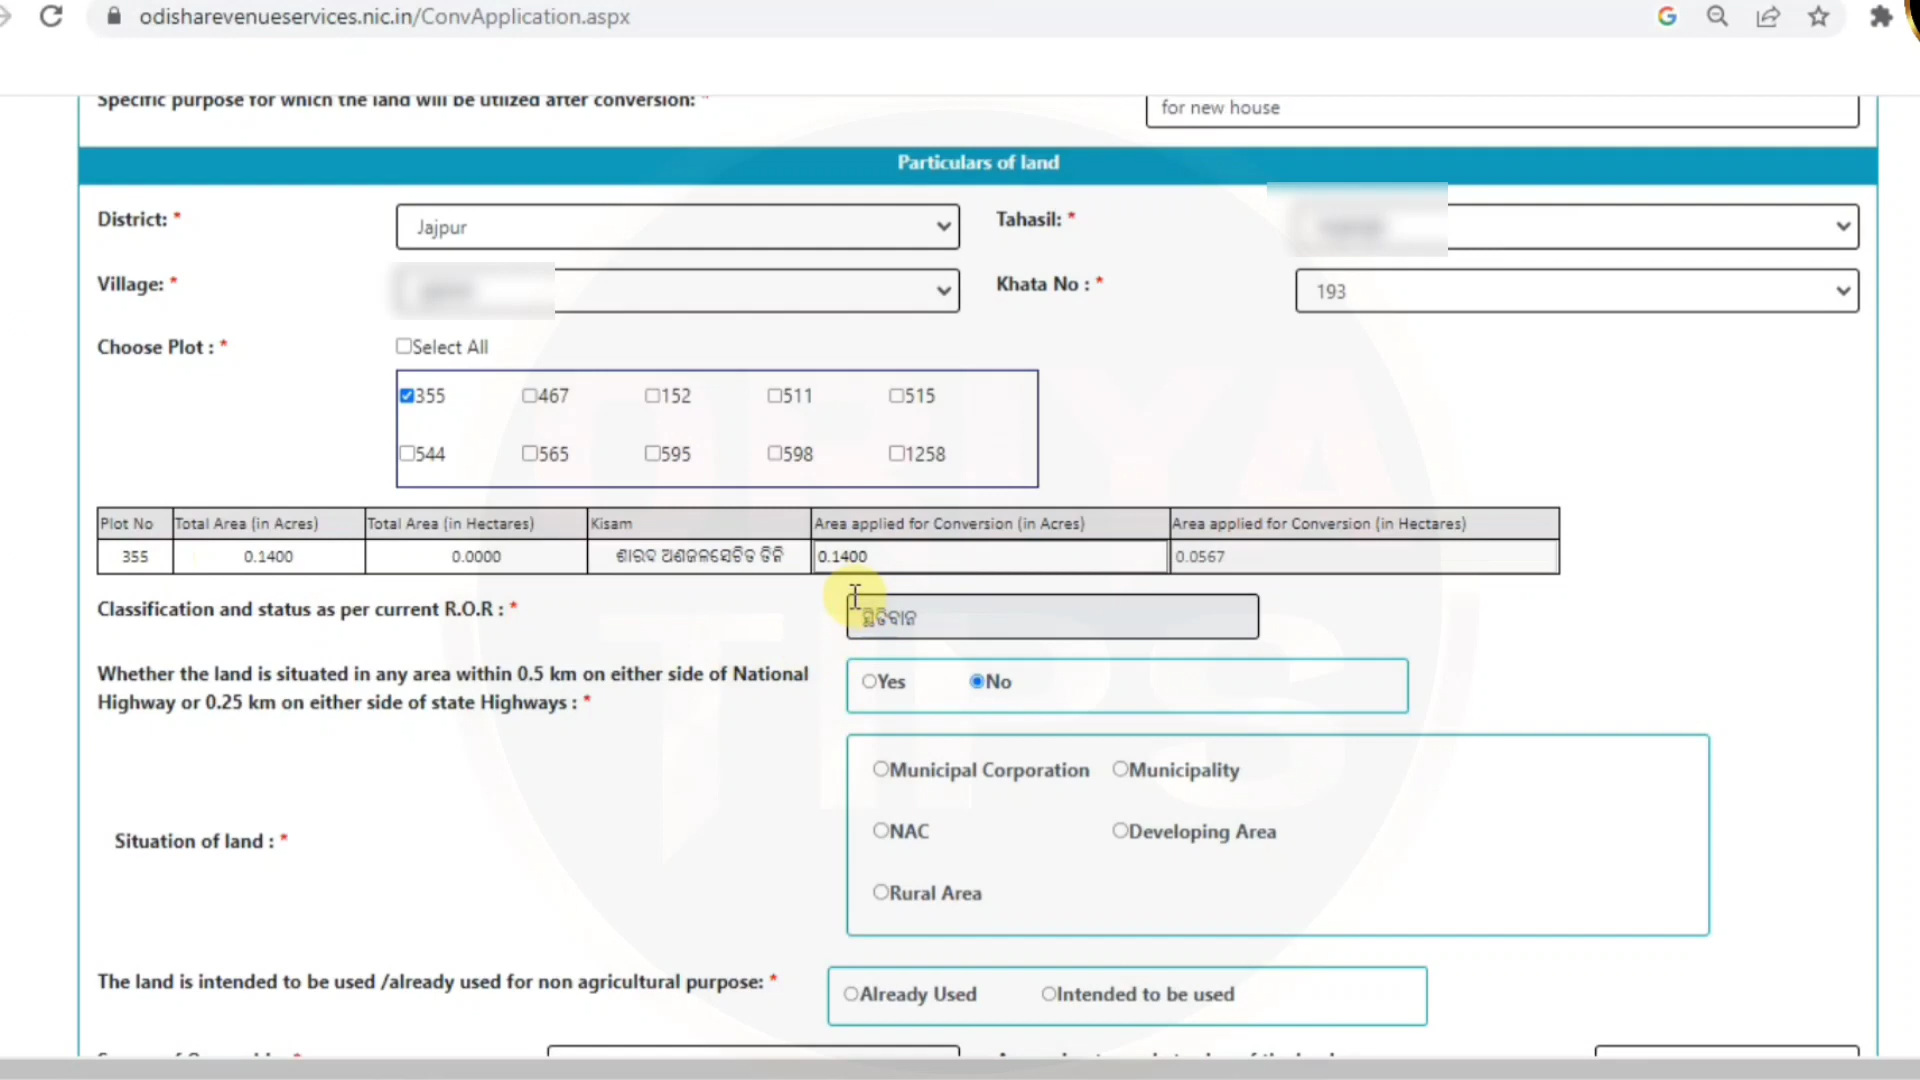 odisharevenueservices.nic.in/ConvApplication.aspx
Specific purpose for which the land will be utilized after conversion: *
for new house
Particulars of land
District: * Jajpur Tahasil: *
Village: * Khata No : * 193
Choose Plot : * Select All
355 467 152 511 515
544 565 595 598 1258
Plot No Total Area (in Acres) Total Area (in Hectares) Kisam Area applied for Conversion (in Acres) Area applied for Conversion (in Hectares)
355 0.1400 0.0000 ଶାରଦ ଅଣଜଳସେଚିତ ତିନି 0.1400 0.0567
Classification and status as per current R.O.R : * ସ୍ଥିତିବାନ
Whether the land is situated in any area within 0.5 km on either side of National
Highway or 0.25 km on either side of state Highways : *
Yes No
Municipal Corporation Municipality
NAC Developing Area
Situation of land : *
Rural Area
The land is intended to be used /already used for non agricultural purpose: *
Already Used Intended to be used